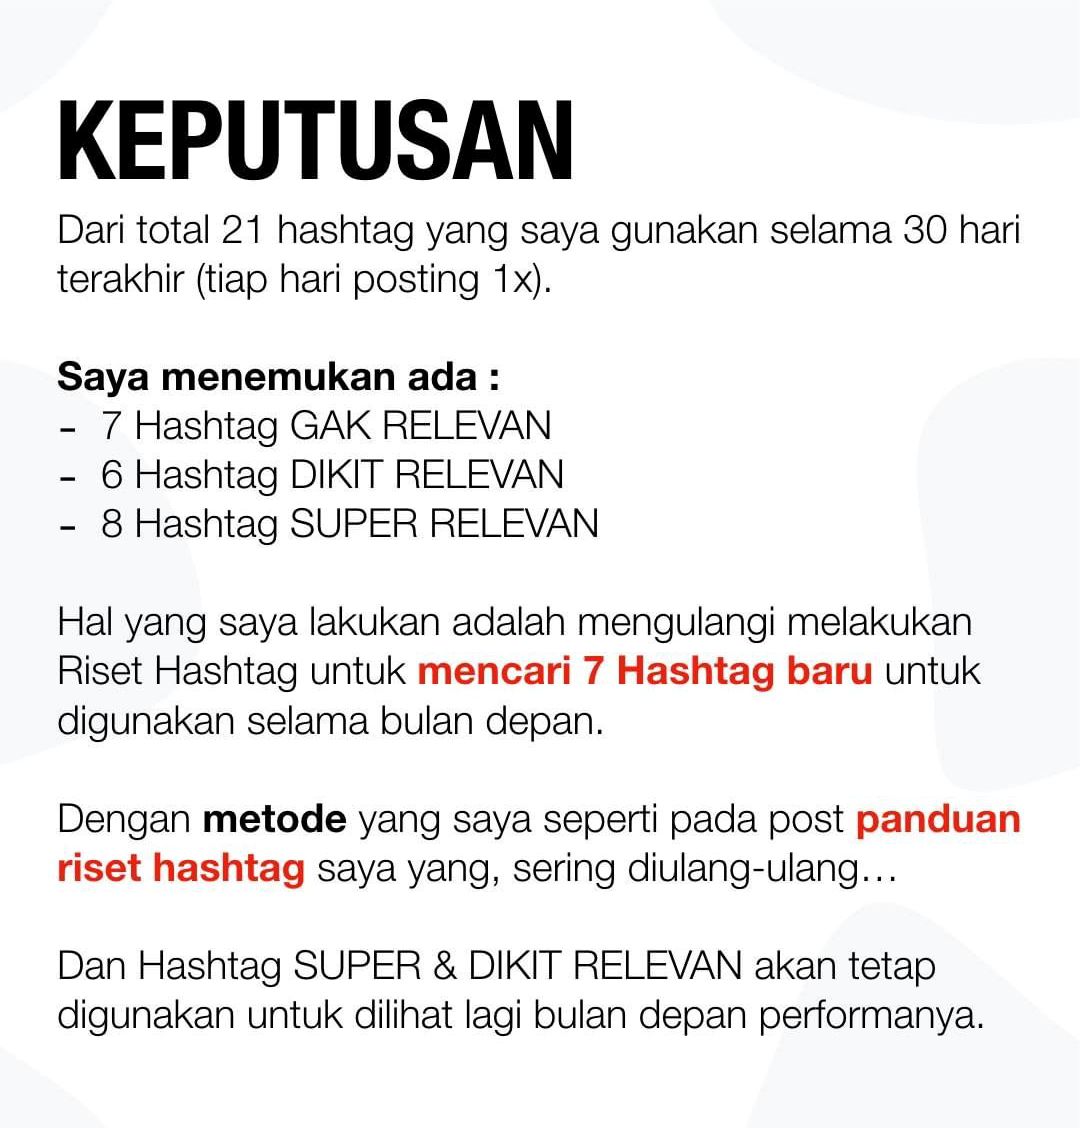 KEPUTUSAN
Dari total 21 hashtag yang saya gunakan selama 30 hari
terakhir (tiap hari posting 1x).
Saya menemukan ada :
- 7 Hashtag GAK RELEVAN
- 6 Hashtag DIKIT RELEVAN
- 8 Hashtag SUPER RELEVAN
Hal yang saya lakukan adalah mengulangi melakukan
Riset Hashtag untuk mencari 7 Hashtag baru untuk
digunakan selama bulan depan.
Dengan metode yang saya seperti pada post panduan
riset hashtag saya yang, sering diulang-ulang...
Dan Hashtag SUPER & DIKIT RELEVAN akan tetap
digunakan untuk dilihat lagi bulan depan performanya.